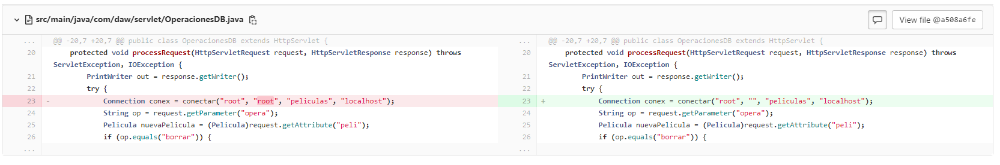 src/main/java/com/daw/servlet/OperacionesDB.java View file @a508a6fe
... @@ -20,7 +20,7 @@ public class OperacionesDB extends HttpServlet {
20 protected void processRequest(HttpServletRequest request, HttpServletResponse response) throws
ServletException, IOException {
21 PrintWriter out = response.getWriter();
22 try {
23 - Connection conex = conectar("root", "root", "peliculas", "localhost");
24 String op = request.getParameter("opera");
25 Pelicula nuevaPelicula = (Pelicula)request.getAttribute("peli");
26 if (op.equals("borrar")) {
...
... @@ -20,7 +20,7 @@ public class OperacionesDB extends HttpServlet {
20 protected void processRequest(HttpServletRequest request, HttpServletResponse response) throws
ServletException, IOException {
21 PrintWriter out = response.getWriter();
22 try {
23 + Connection conex = conectar("root", "", "peliculas", "localhost");
24 String op = request.getParameter("opera");
25 Pelicula nuevaPelicula = (Pelicula)request.getAttribute("peli");
26 if (op.equals("borrar")) {
...